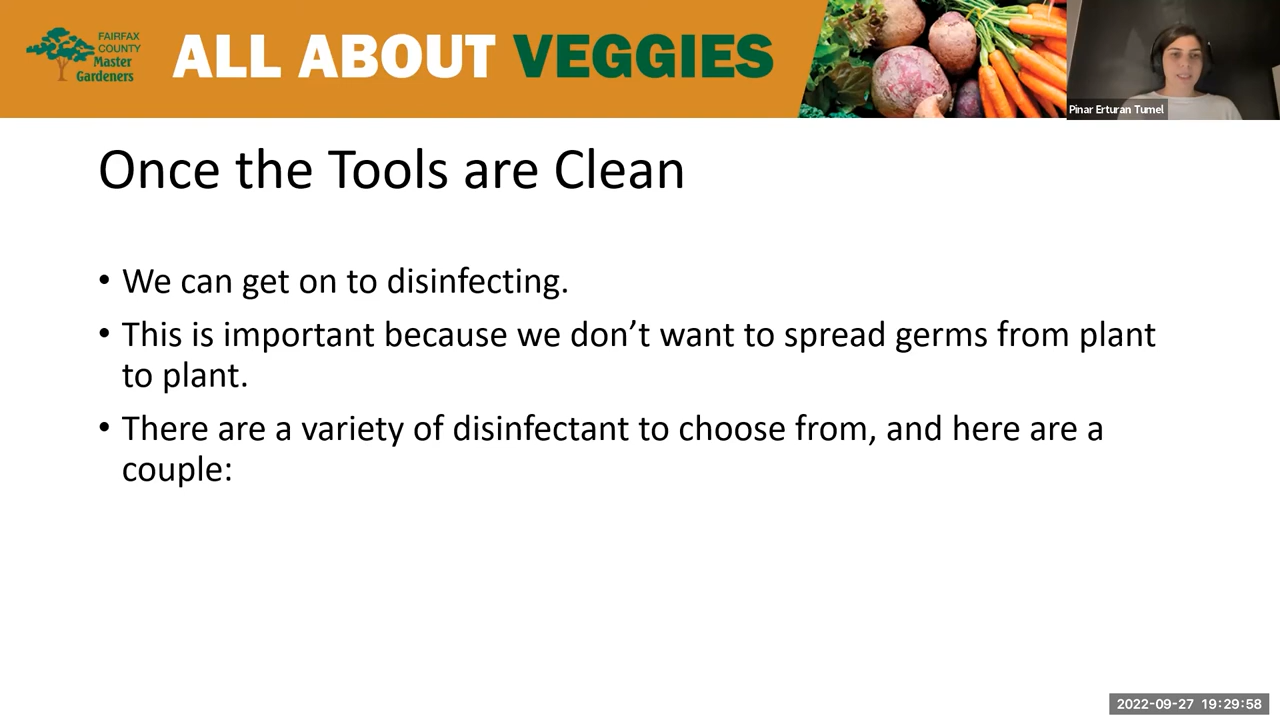 FAIRFAX
COUNTY
Master
Gardeners
ALL ABOUT VEGGIES
Pinar Erturan Tumel
Once the Tools are Clean
• We can get on to disinfecting.
• This is important because we don’t want to spread germs from plant
to plant.
• There are a variety of disinfectant to choose from, and here are a
couple:
2022-09-27 19:29:58